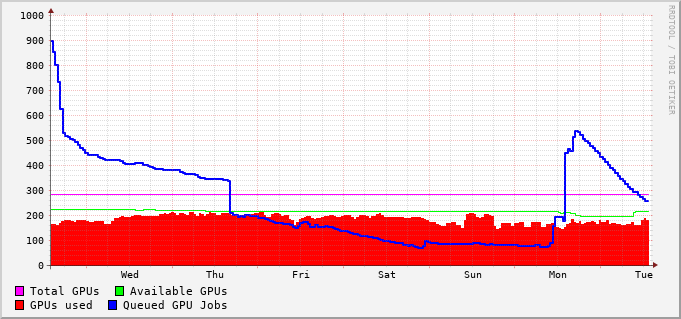 1000
900
800
700
600
500
400
300
200
100
0
Wed Thu Fri Sat Sun Mon Tue
Total GPUs Available GPUs
GPUs used Queued GPU Jobs
RRDTOOL / TOBI OETIKER